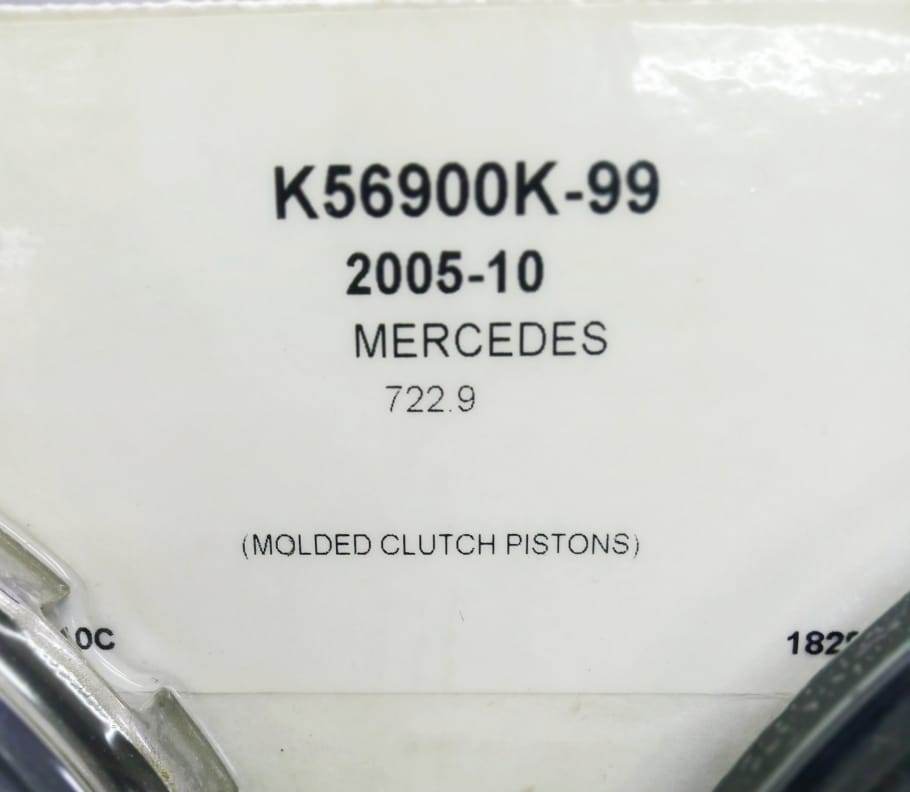 K56900K-99
2005-10
MERCEDES
722.9
(MOLDED CLUTCH PISTONS)